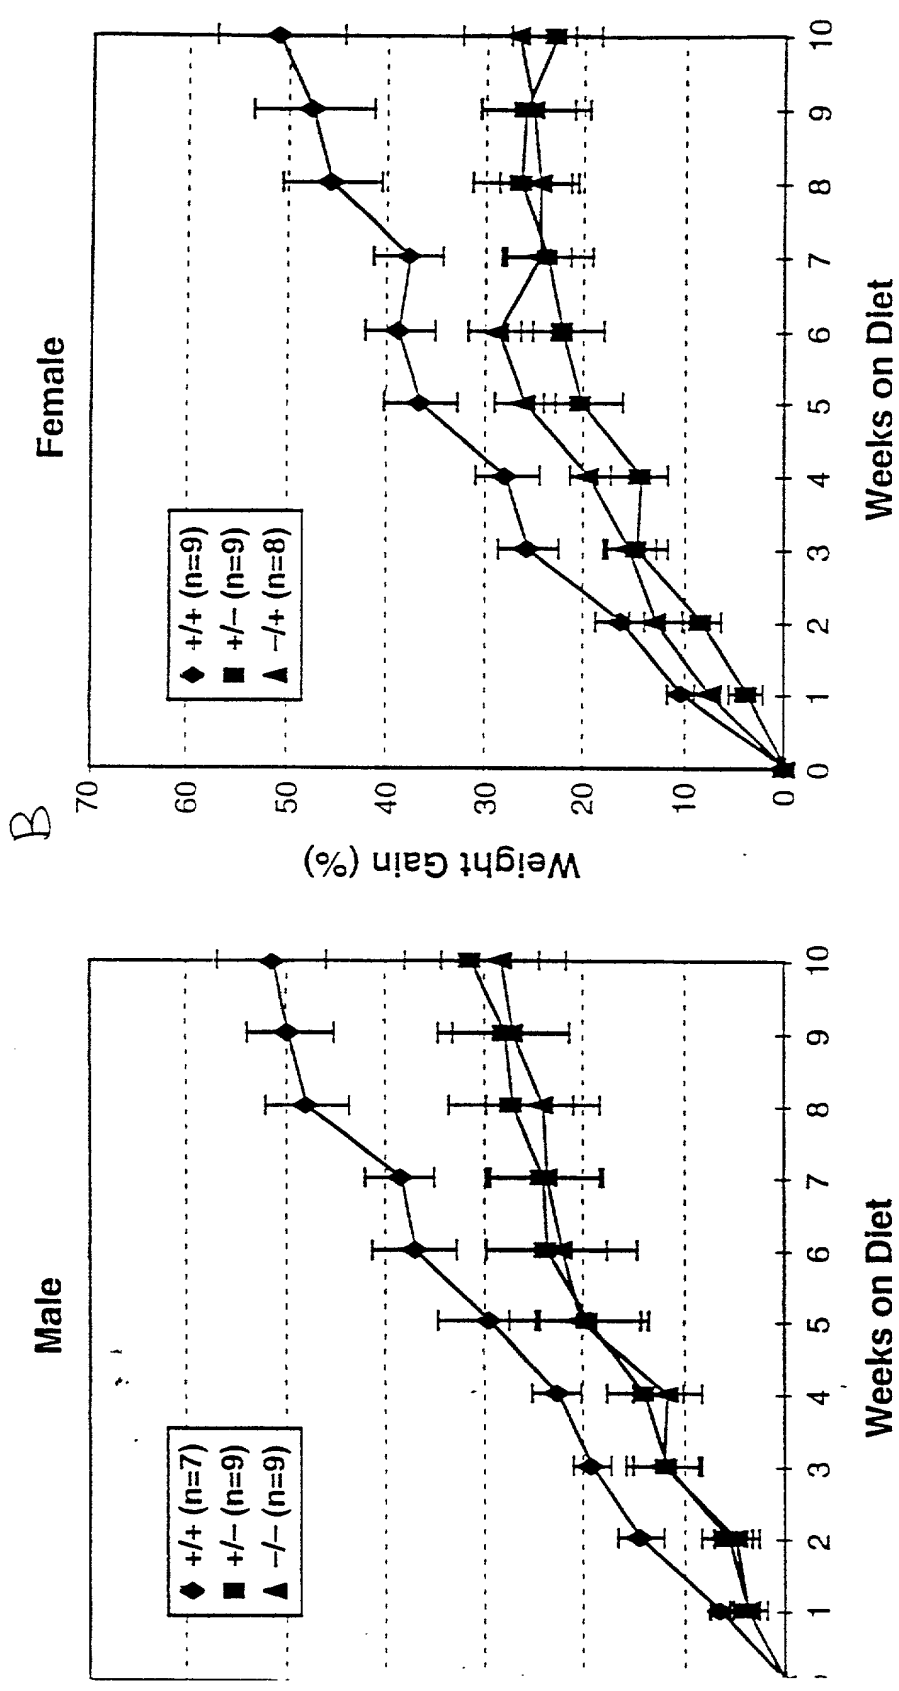 Male
+/+ (n=7)
+/− (n=9)
−/− (n=9)
1 2 3 4 5 6 7 8 9 10
Weeks on Diet
B
Female
Weight Gain (%)
70
60
50
40
30
20
10
0
+/+ (n=9)
+/− (n=9)
−/+ (n=8)
0 1 2 3 4 5 6 7 8 9 10
Weeks on Diet